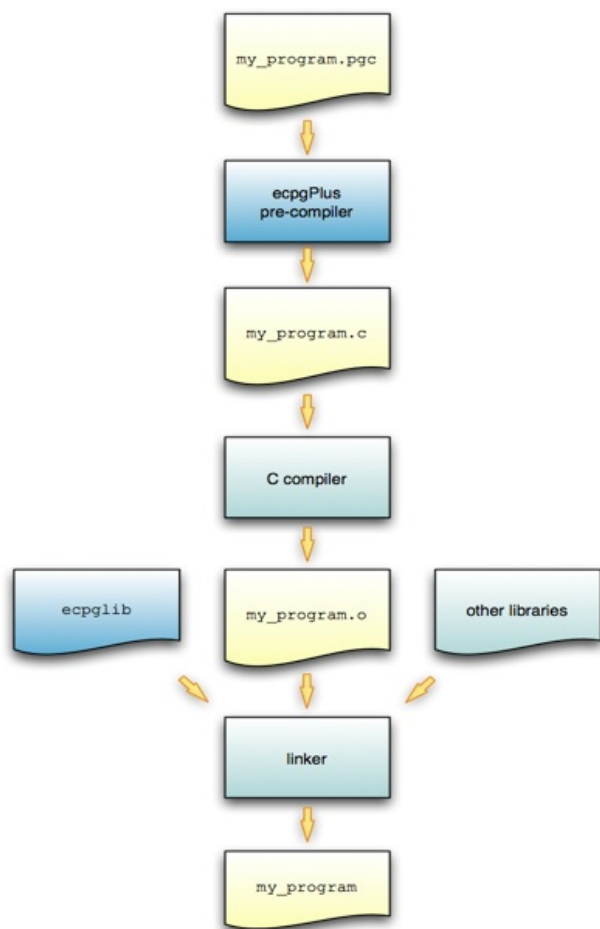 my_program.pgc
ecpgPlus
pre-compiler
my_program.c
C compiler
ecpglib
my_program.o
other libraries
linker
my_program